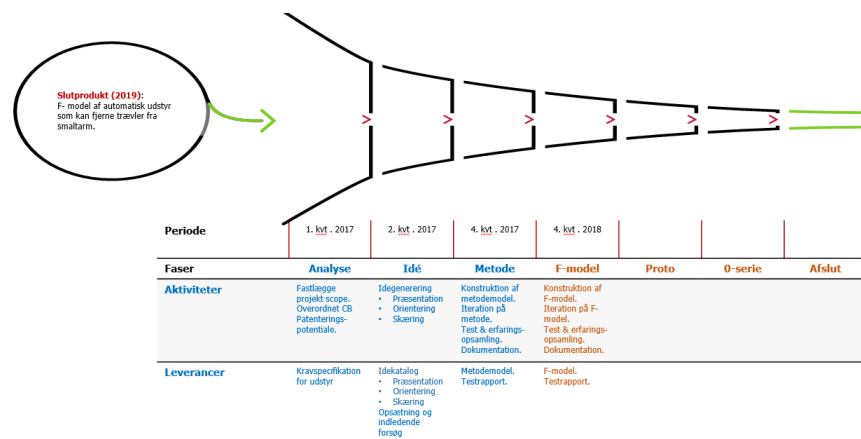 Slutprodukt (2019):
F- model af automatisk udstyr
som kan fjerne trævler fra
smaltarm.
> > > > > >
Periode 1. kvt . 2017 2. kvt . 2017 4. kvt . 2017 4. kvt . 2018
Faser Analyse Idé Metode F-model Proto 0-serie Afslut
Aktiviteter
Fastlægge
projekt scope.
Overordnet CB
Patenterings-
potentiale.
Idegenerering
• Præsentation
• Orientering
• Skæring
Konstruktion af
metodemodel.
Iteration på
metode.
Test & erfarings-
opsamling.
Dokumentation.
Konstruktion af
F-model.
Iteration på F-
model.
Test & erfarings-
opsamling.
Dokumentation.
Leverancer
Kravspecifikation
for udstyr
Idekatalog
• Præsentation
• Orientering
• Skæring
Opsætning og
indledende
forsøg
Metodemodel.
Testrapport.
F-model.
Testrapport.